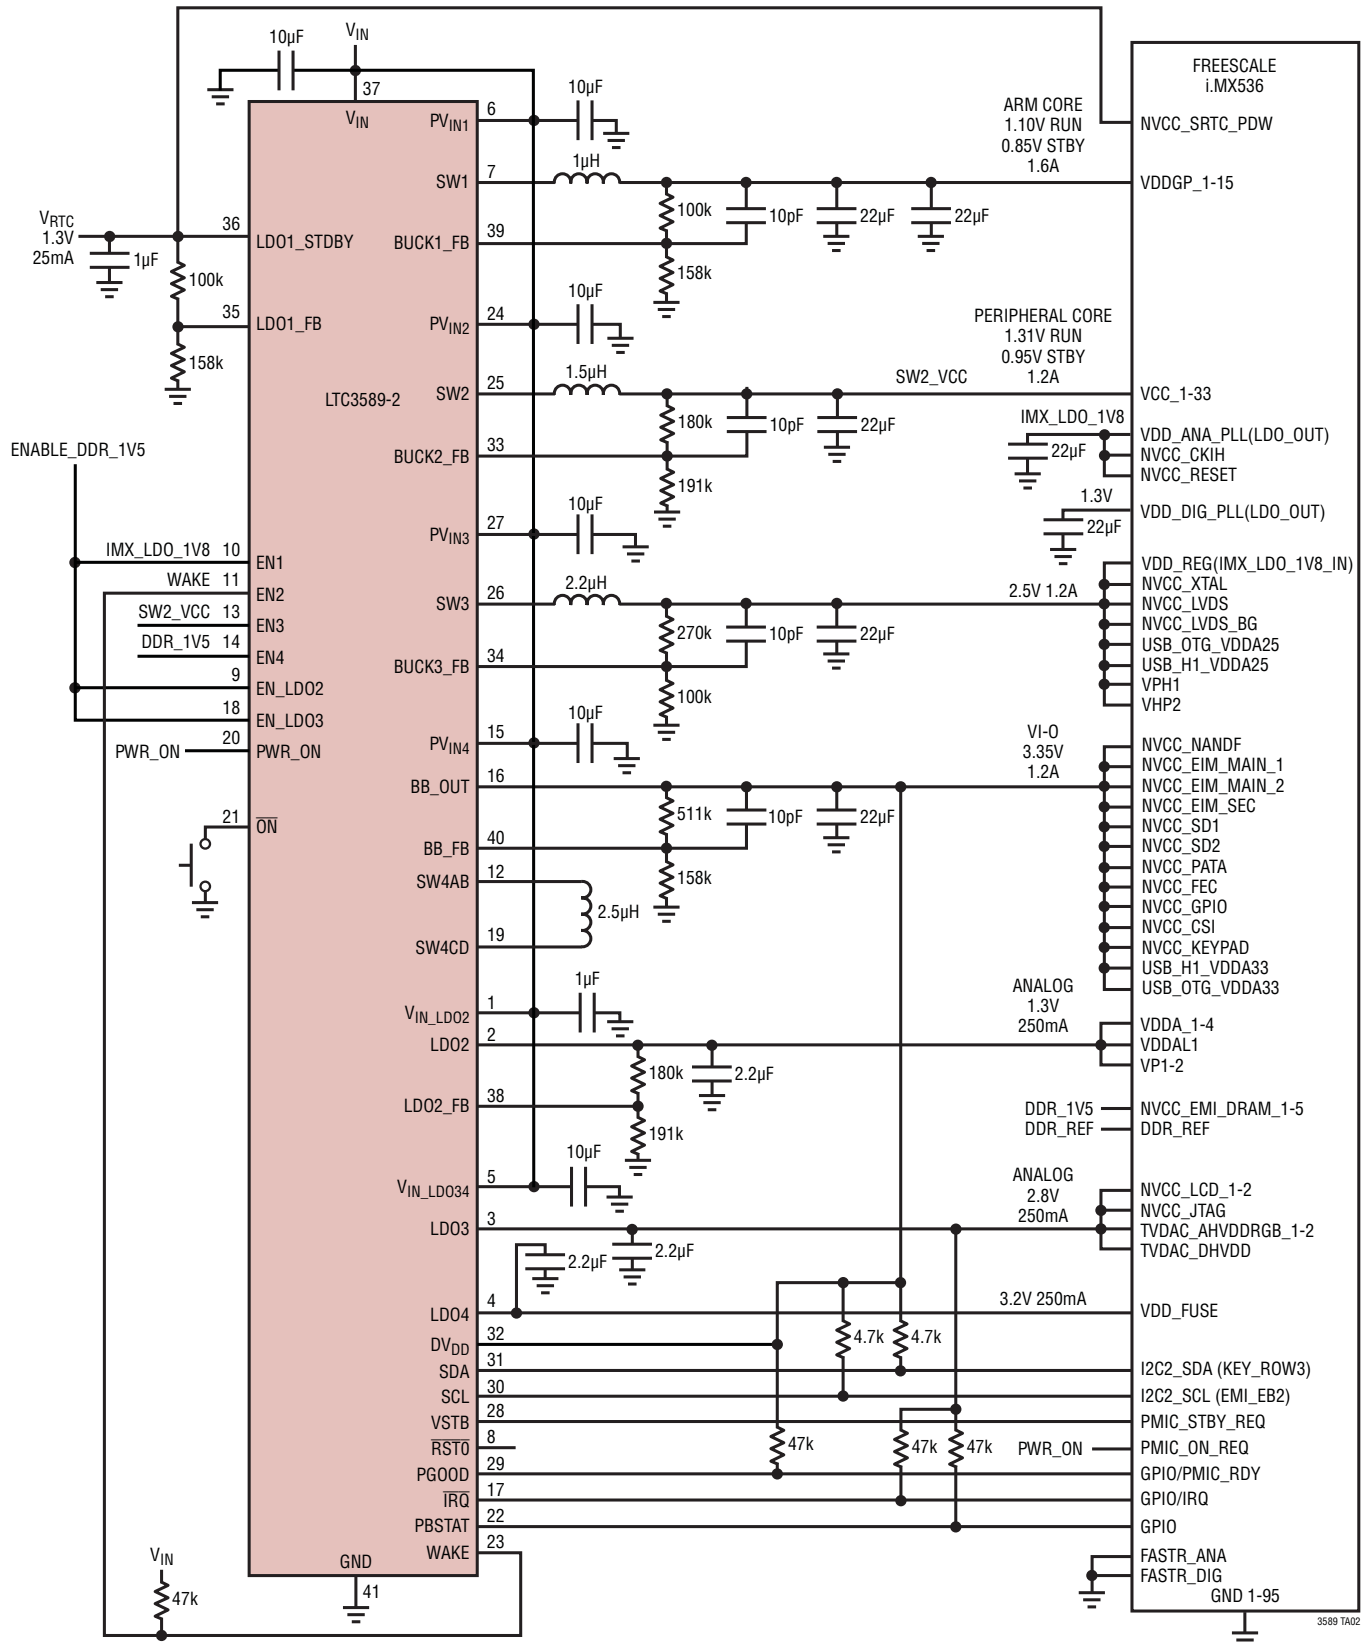 10µF
VIN
37
VIN
FREESCALE
i.MX536
NVCC_SRTC_PDW
PVIN1
6
10µF
ARM CORE
1.10V RUN
0.85V STBY
1.6A
SW1
7
1µH
VDDGP_1-15
100k
10pF
22µF
22µF
VRTC
1.3V
25mA
1µF
36
LDO1_STDBY
BUCK1_FB
39
158k
100k
35
LDO1_FB
158k
PVIN2
24
10µF
PERIPHERAL CORE
1.31V RUN
0.95V STBY
1.2A
LTC3589-2
SW2
25
1.5µH
SW2_VCC
VCC_1-33
180k
10pF
22µF
IMX_LDO_1V8
22µF
VDD_ANA_PLL(LDO_OUT)
NVCC_CKIH
NVCC_RESET
ENABLE_DDR_1V5
BUCK2_FB
33
191k
1.3V
22µF
VDD_DIG_PLL(LDO_OUT)
PVIN3
27
10µF
IMX_LDO_1V8 10
EN1
WAKE 11
EN2
SW2_VCC 13
EN3
DDR_1V5 14
EN4
9
EN_LDO2
18
EN_LDO3
20
PWR_ON
PWR_ON
21
ON
SW3
26
2.2µH
2.5V 1.2A
270k
10pF
22µF
BUCK3_FB
34
100k
VDD_REG(IMX_LDO_1V8_IN)
NVCC_XTAL
NVCC_LVDS
NVCC_LVDS_BG
USB_OTG_VDDA25
USB_H1_VDDA25
VPH1
VHP2
PVIN4
15
10µF
VI-O
3.35V
1.2A
BB_OUT
16
511k
10pF
22µF
BB_FB
40
158k
SW4AB
12
2.5µH
SW4CD
19
NVCC_NANDF
NVCC_EIM_MAIN_1
NVCC_EIM_MAIN_2
NVCC_EIM_SEC
NVCC_SD1
NVCC_SD2
NVCC_PATA
NVCC_FEC
NVCC_GPIO
NVCC_CSI
NVCC_KEYPAD
USB_H1_VDDA33
USB_OTG_VDDA33
VIN_LDO2
1
1µF
ANALOG
1.3V
250mA
LDO2
2
180k
2.2µF
VDDA_1-4
VDDAL1
VP1-2
LDO2_FB
38
191k
DDR_1V5
NVCC_EMI_DRAM_1-5
DDR_REF
DDR_REF
VIN_LDO34
5
10µF
ANALOG
2.8V
250mA
LDO3
3
2.2µF
2.2µF
NVCC_LCD_1-2
NVCC_JTAG
TVDAC_AHVDDRGB_1-2
TVDAC_DHVDD
LDO4
4
3.2V 250mA
VDD_FUSE
DVDD
32
4.7k
4.7k
SDA
31
I2C2_SDA (KEY_ROW3)
SCL
30
I2C2_SCL (EMI_EB2)
VSTB
28
PMIC_STBY_REQ
RSTO
8
47k
47k
47k
PWR_ON
PMIC_ON_REQ
PGOOD
29
GPIO/PMIC_RDY
IRQ
17
GPIO/IRQ
PBSTAT
22
GPIO
WAKE
23
FASTR_ANA
FASTR_DIG
GND 1-95
VIN
47k
GND
41
3589 TA02